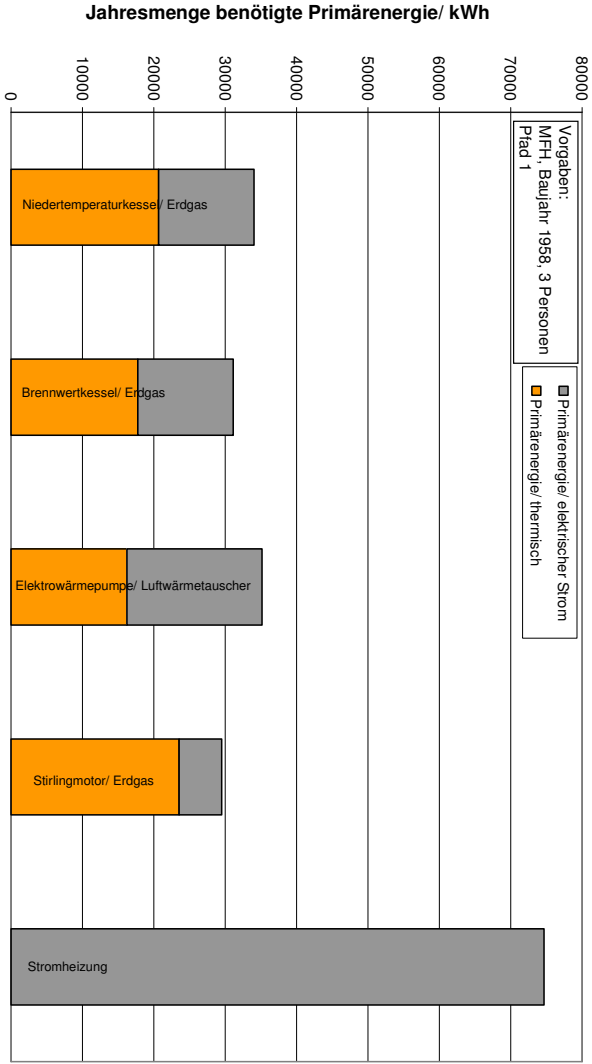 Jahresmenge benötigte Primärenergie/ kWh
80000
70000
60000
50000
40000
30000
20000
10000
0
Vorgaben:
MFH, Baujahr 1958, 3 Personen
Pfad 1
Primärenergie/ elektrischer Strom
Primärenergie/ thermisch
Niedertemperaturkessel/ Erdgas
Brennwertkessel/ Erdgas
Elektrowärmepumpe/ Luftwärmetauscher
Stirlingmotor/ Erdgas
Stromheizung